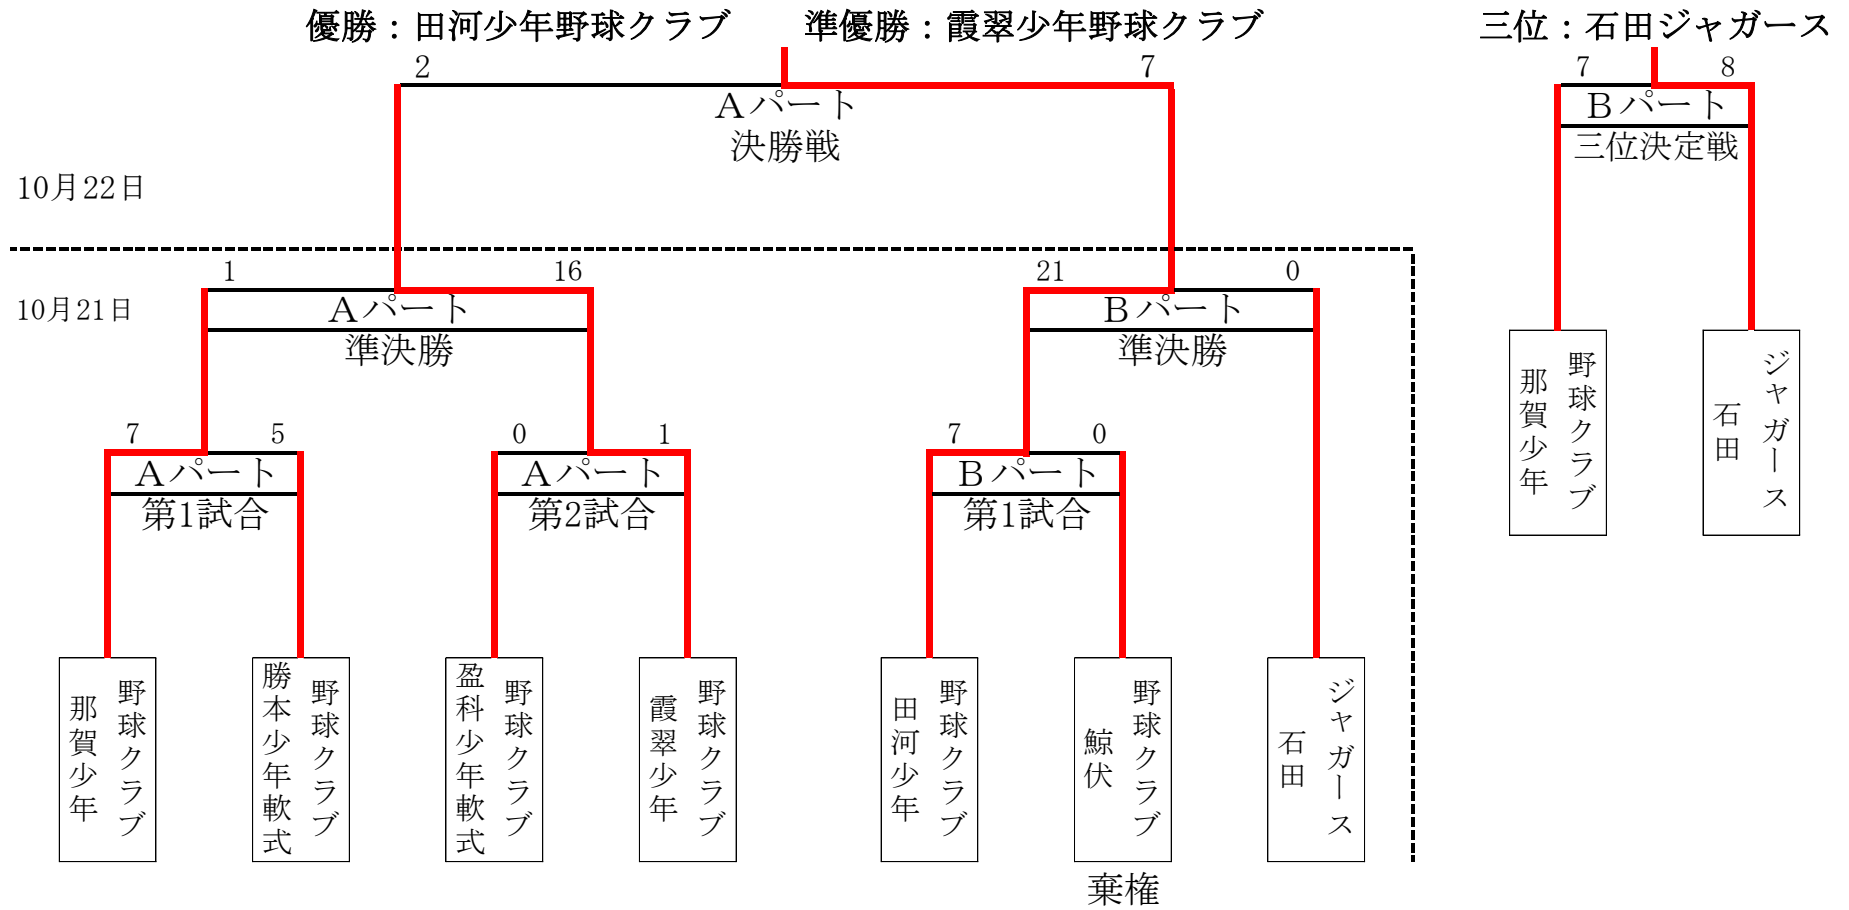 優勝：田河少年野球クラブ　準優勝：霞翠少年野球クラブ　三位：石田ジャガース
2　7　7　8
Aパート　Bパート
決勝戦　三位決定戦
10月22日
1　16　21　0
10月21日　Aパート　Bパート
準決勝　準決勝
那賀少年野球クラブ　石田ジャガース
7　5　0　1　7　0
Aパート　Aパート　Bパート
第1試合　第2試合　第1試合
那賀少年野球クラブ
勝本少年軟式野球クラブ
盈科少年軟式野球クラブ
霞翠少年野球クラブ
田河少年野球クラブ
鯨伏野球クラブ
石田ジャガース
棄権